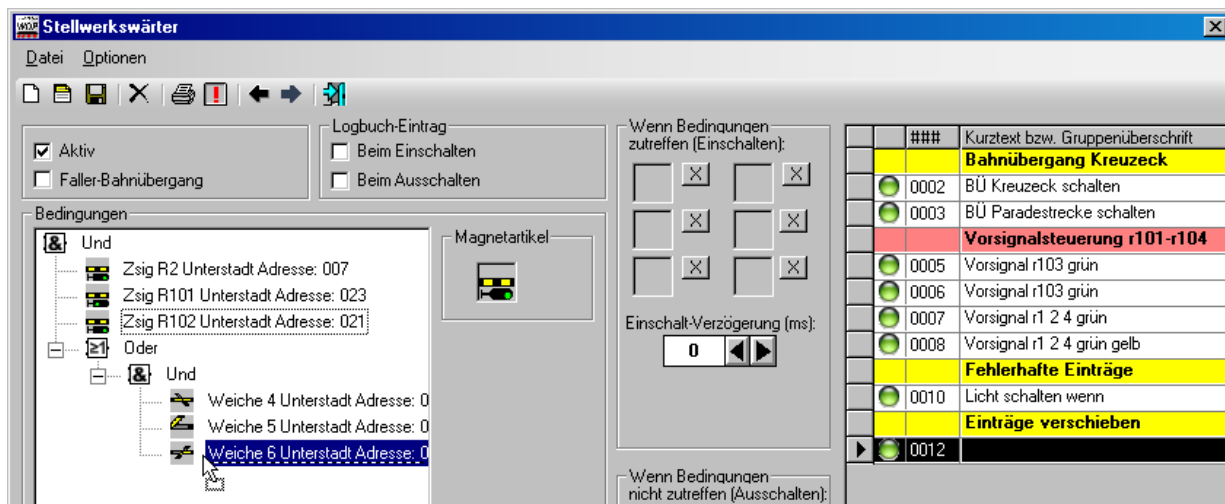 WDP Stellwerkswärter
Datei Optionen
Aktiv
Faller-Bahnübergang
Logbuch-Eintrag
Beim Einschalten
Beim Ausschalten
Bedingungen
& Und
Zsig R2 Unterstadt Adresse: 007
Zsig R101 Unterstadt Adresse: 023
Zsig R102 Unterstadt Adresse: 021
≥1 Oder
& Und
Weiche 4 Unterstadt Adresse: 0
Weiche 5 Unterstadt Adresse: 0
Weiche 6 Unterstadt Adresse: 0
Magnetartikel
Wenn Bedingungen
zutreffen (Einschalten):
X X
X X
X X
Einschalt-Verzögerung (ms):
0
Wenn Bedingungen
nicht zutreffen (Ausschalten):
### Kurztext bzw. Gruppenüberschrift
Bahnübergang Kreuzeck
0002 BÜ Kreuzeck schalten
0003 BÜ Paradestrecke schalten
Vorsignalsteuerung r101-r104
0005 Vorsignal r103 grün
0006 Vorsignal r103 grün
0007 Vorsignal r1 2 4 grün
0008 Vorsignal r1 2 4 grün gelb
Fehlerhafte Einträge
0010 Licht schalten wenn
Einträge verschieben
0012